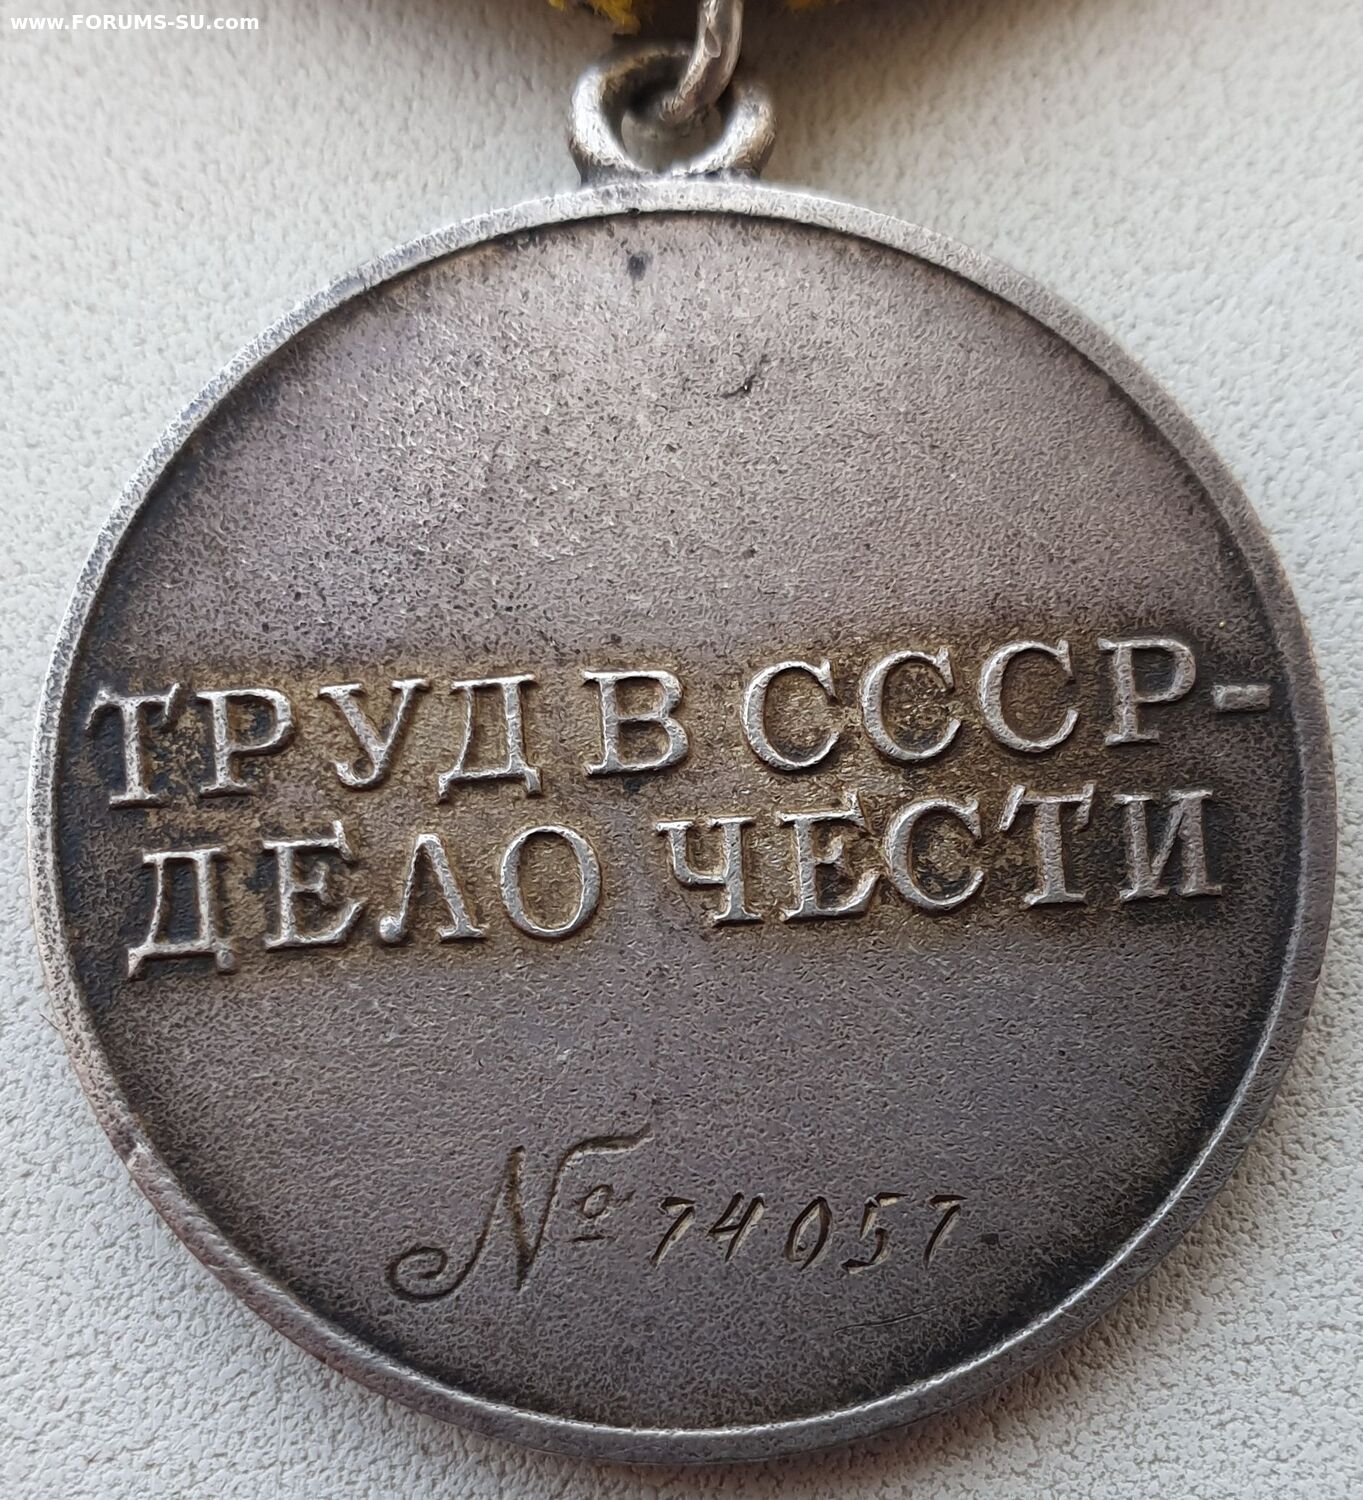 www.FORUMS-SU.com
ТРУД В СССР-
ДЕЛО ЧЕСТИ
№ 74057